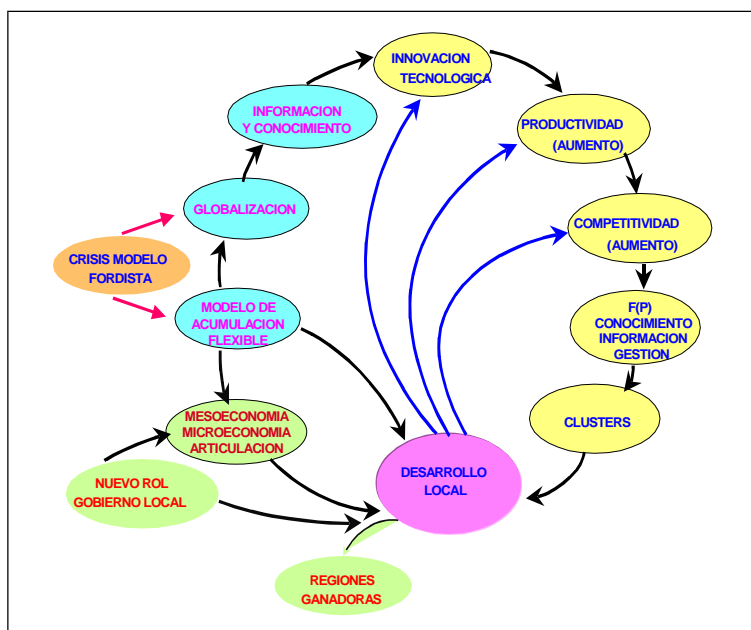 INNOVACION
TECNOLOGICA
INFORMACION
Y CONOCIMIENTO
PRODUCTIVIDAD
(AUMENTO)
GLOBALIZACION
COMPETITIVIDAD
(AUMENTO)
CRISIS MODELO
FORDISTA
MODELO DE
ACUMULACION
FLEXIBLE
F(P)
CONOCIMIENTO
INFORMACION
GESTION
MESOECONOMIA
MICROECONOMIA
ARTICULACION
CLUSTERS
NUEVO ROL
GOBIERNO LOCAL
DESARROLLO
LOCAL
REGIONES
GANADORAS